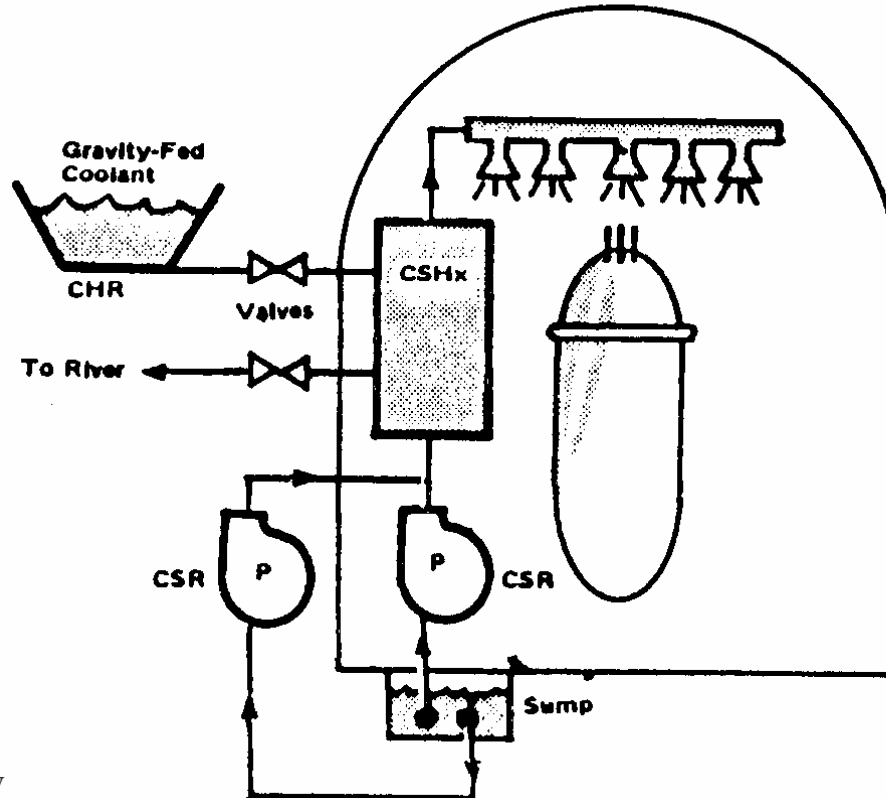 Gravity-Fed
Coolant
CHR
Valves
CSHx
To River
CSR
P
P
CSR
Sump